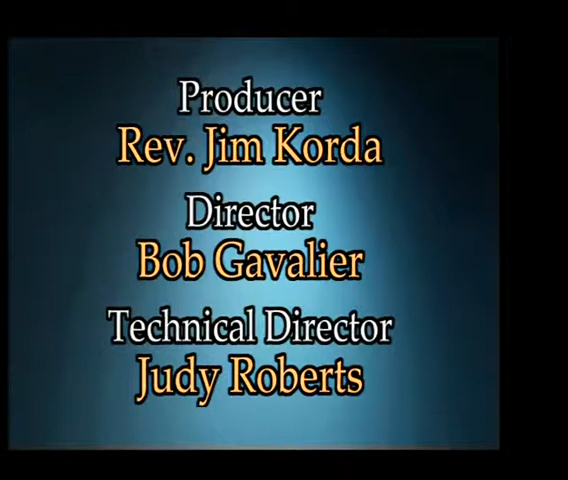 Producer
Rev. Jim Korda
Director
Bob Gavalier
Technical Director
Judy Roberts